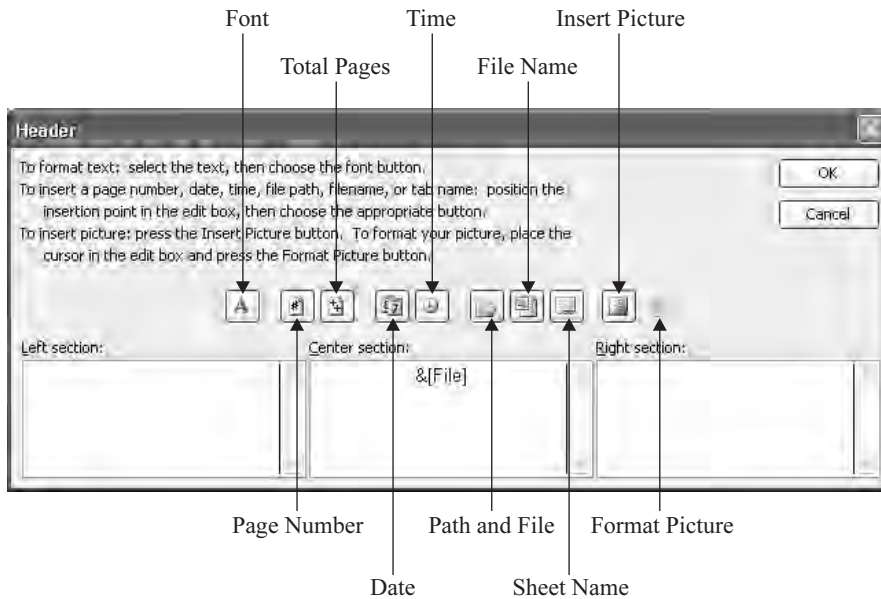 Font Time Insert Picture
Total Pages File Name
Header
To format text: select the text, then choose the font button.
To insert a page number, date, time, file path, filename, or tab name: position the
insertion point in the edit box, then choose the appropriate button.
To insert picture: press the Insert Picture button. To format your picture, place the
cursor in the edit box and press the Format Picture button.
OK
Cancel
A # 7
Left section: Center section: Right section:
&[File]
Page Number Path and File Format Picture
Date Sheet Name